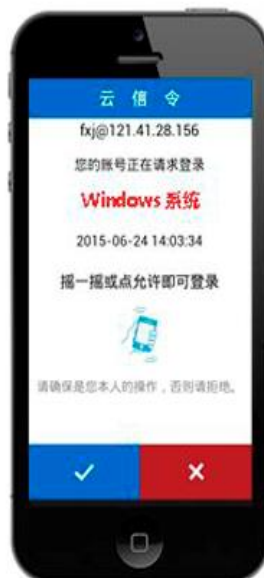 云 信 令
fxj@121.41.28.156
您的账号正在请求登录
Windows 系统
2015-06-24 14:03:34
摇一摇或点允许即可登录
请确保是您本人的操作，否则请拒绝。